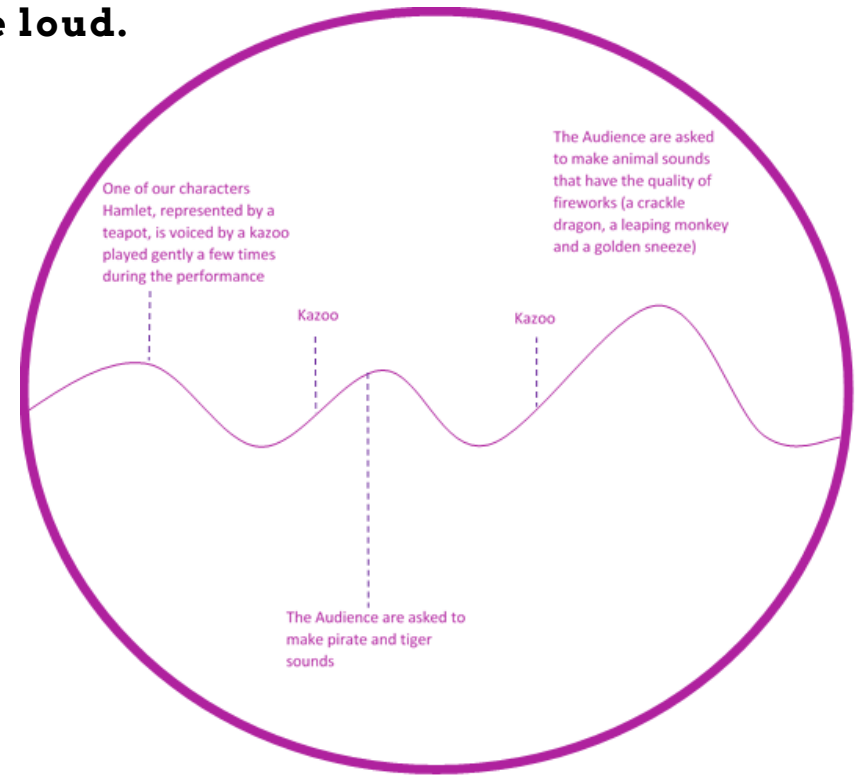 e loud.
The Audience are asked
to make animal sounds
that have the quality of
fireworks (a crackle
dragon, a leaping monkey
and a golden sneeze)
One of our characters
Hamlet, represented by a
teapot, is voiced by a kazoo
played gently a few times
during the performance
Kazoo
Kazoo
The Audience are asked to
make pirate and tiger
sounds